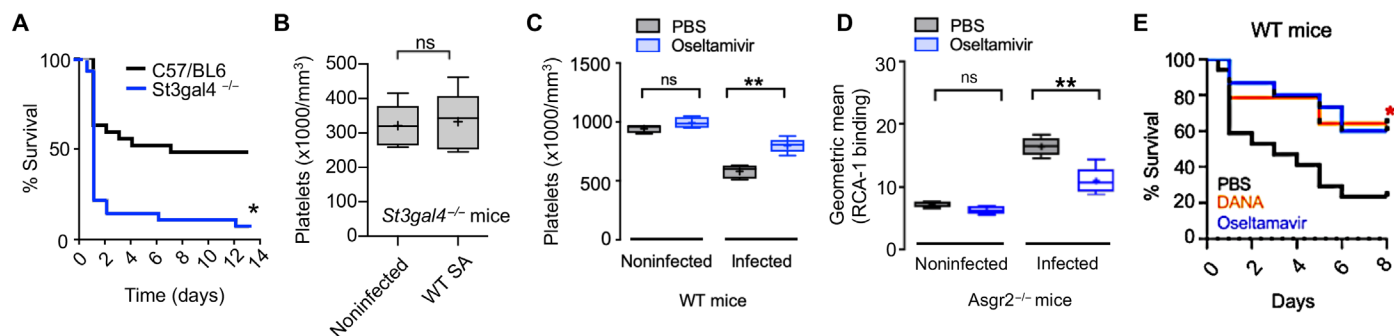 A
% Survival
100
50
0
C57/BL6
St3gal4 –/–
*
0 2 4 6 8 10 12 14
Time (days)
B
Platelets (x1000/mm³)
500
400
300
200
100
0
ns
St3gal4–/– mice
Noninfected
WT SA
C
PBS
Oseltamivir
Platelets (x1000/mm³)
1500
1000
500
0
ns
**
Noninfected Infected
WT mice
D
PBS
Oseltamivir
Geometric mean
(RCA-1 binding)
30
20
10
0
ns
**
Noninfected Infected
Asgr2–/– mice
E
WT mice
% Survival
100
80
60
40
20
0
*
PBS
DANA
Oseltamavir
0 2 4 6 8
Days